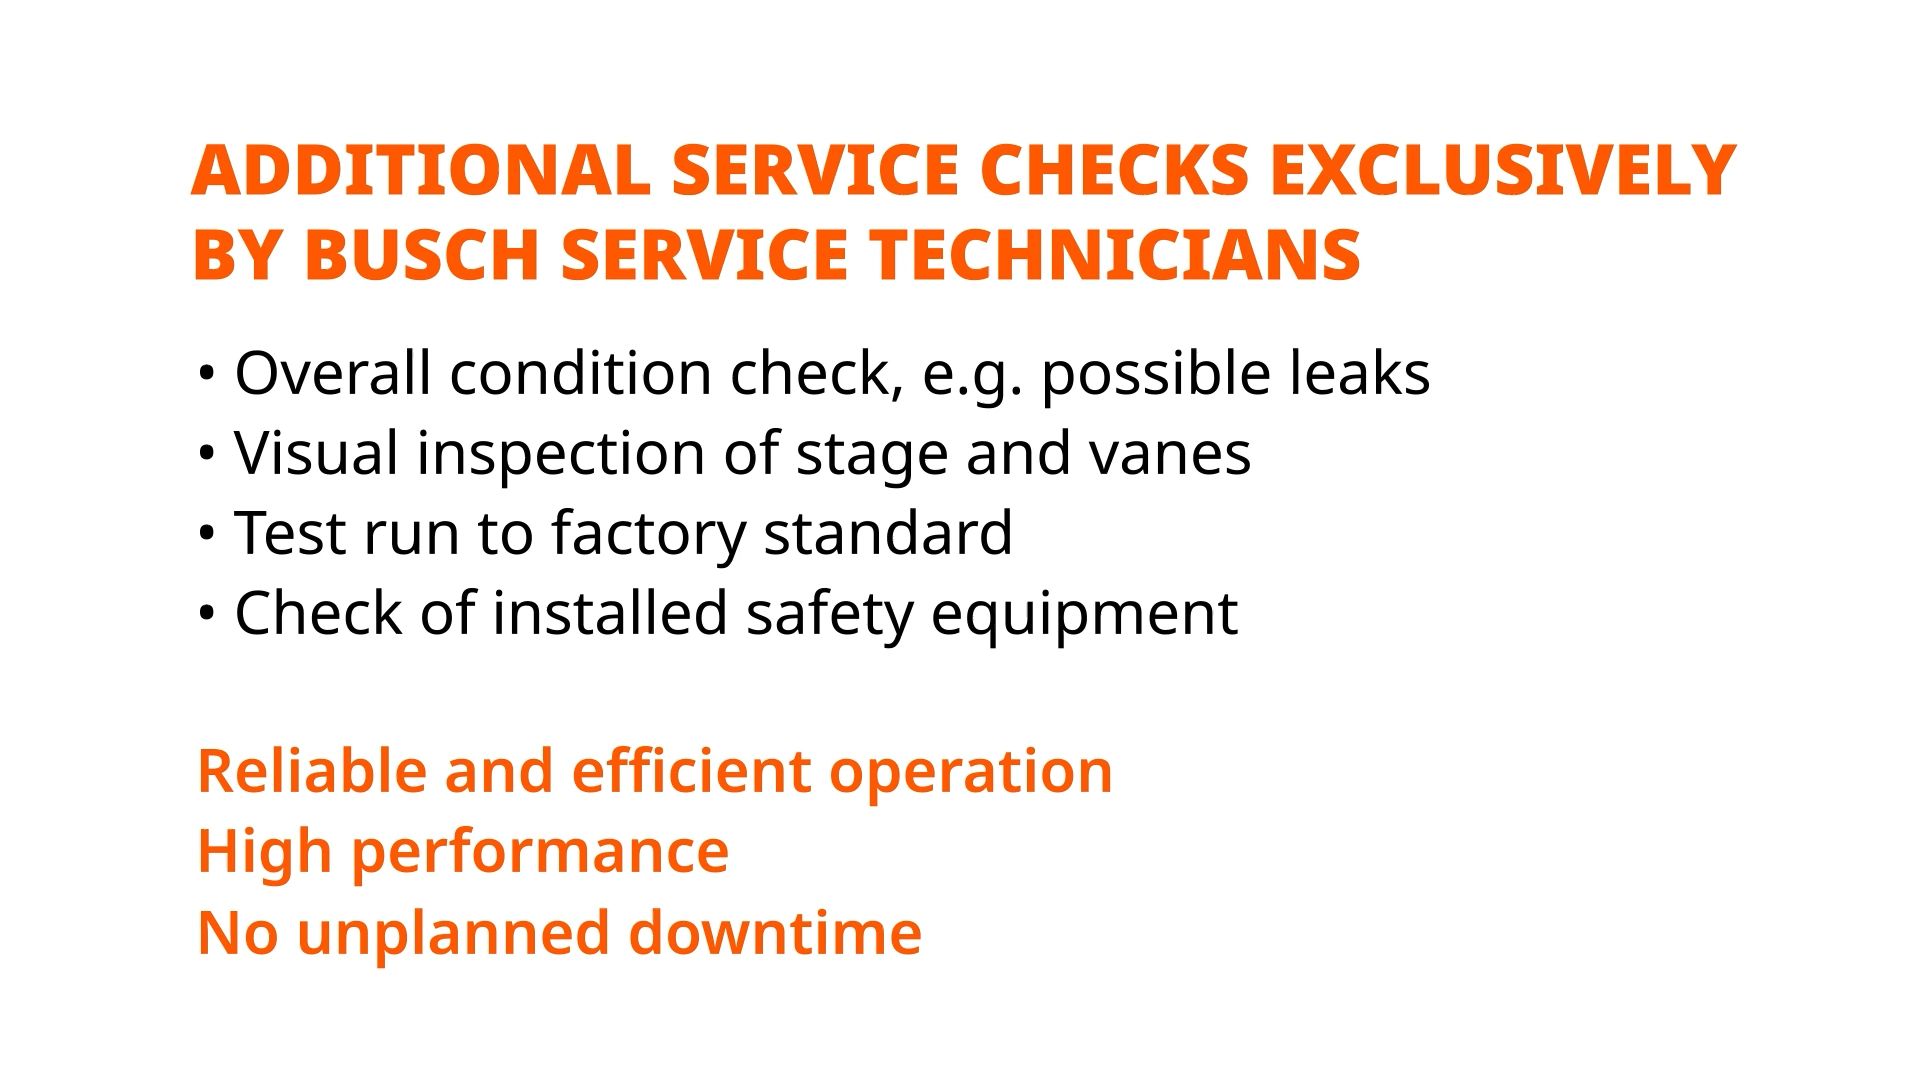 ADDITIONAL SERVICE CHECKS EXCLUSIVELY
BY BUSCH SERVICE TECHNICIANS
• Overall condition check, e.g. possible leaks
• Visual inspection of stage and vanes
• Test run to factory standard
• Check of installed safety equipment
Reliable and efficient operation
High performance
No unplanned downtime